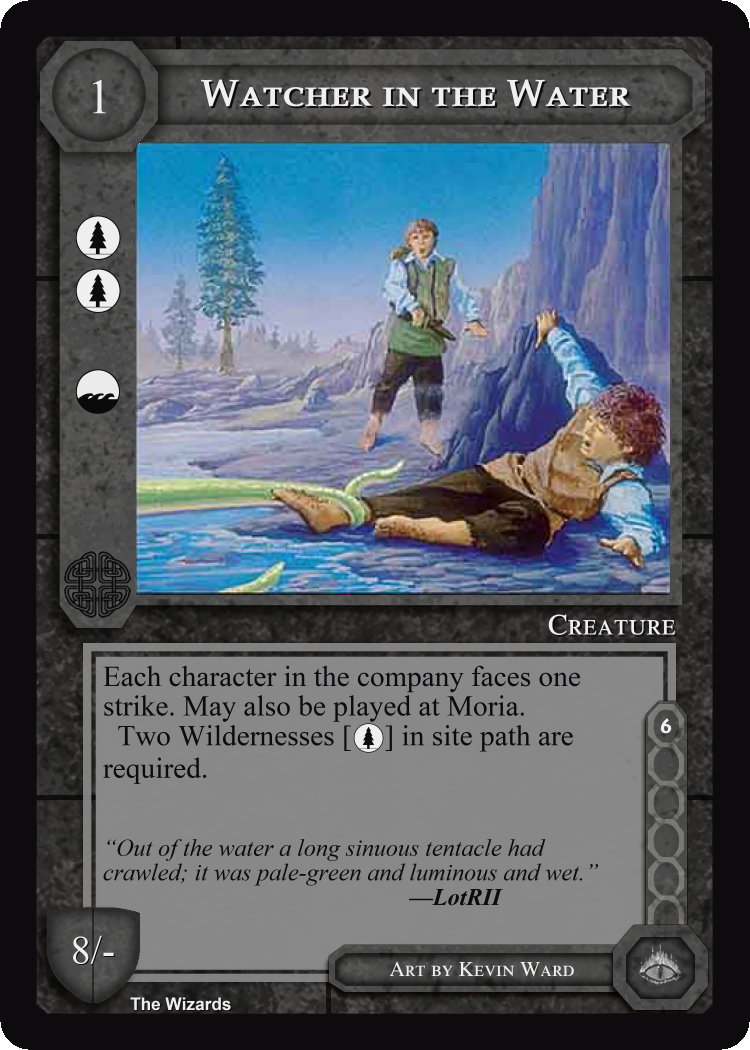 1
WATCHER IN THE WATER
CREATURE
Each character in the company faces one
strike. May also be played at Moria.
Two Wildernesses [ ] in site path are
required.
6
“Out of the water a long sinuous tentacle had
crawled; it was pale-green and luminous and wet.”
—LotRII
8/-
ART BY KEVIN WARD
The Wizards